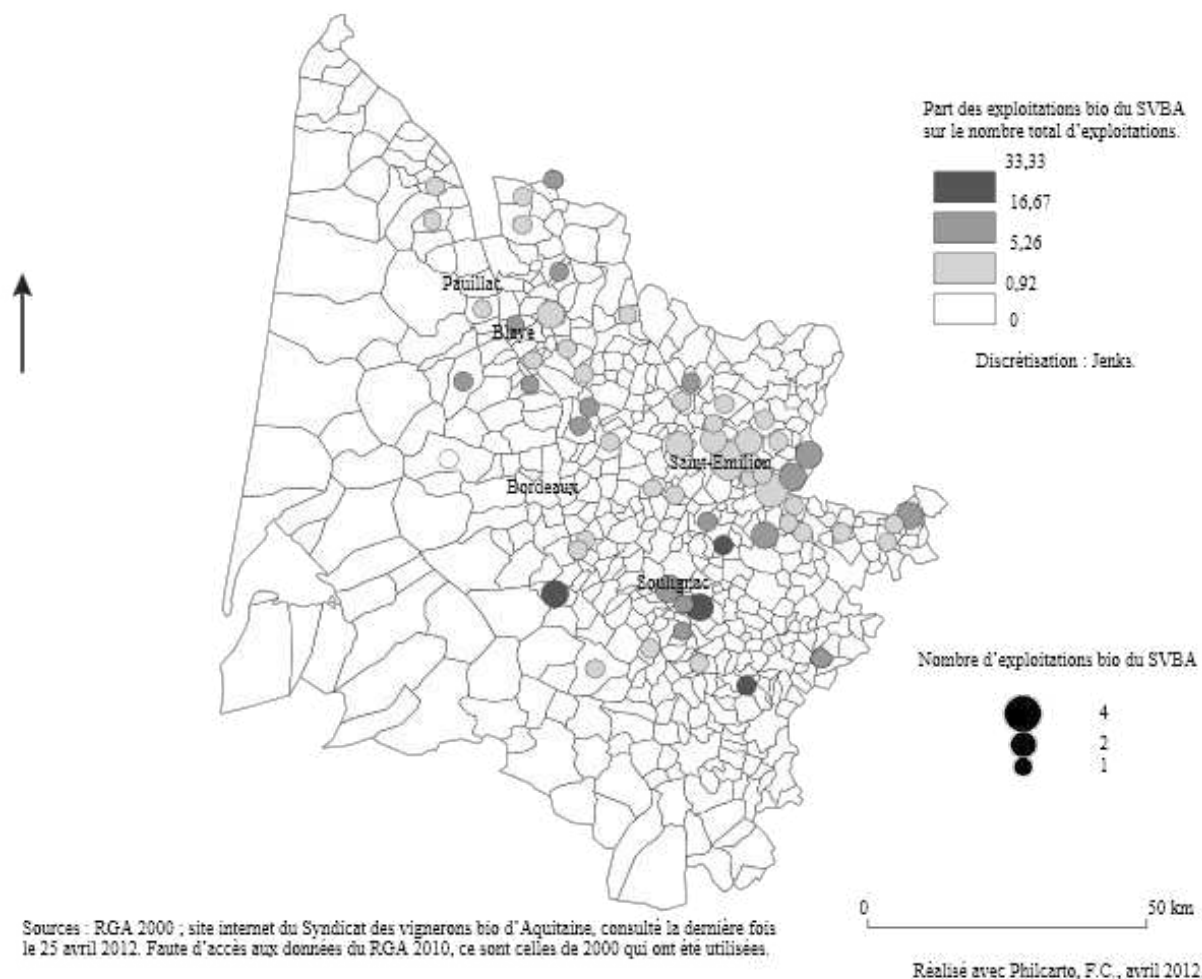 Part des exploitations bio du SVBA
sur le nombre total d'exploitations.
33,33
16,67
5,26
0,92
0
Discrétisation : Jenks.
Pauillac
Blaye
Saint-Emilion
Bordeaux
Soulignac
Nombre d'exploitations bio du SVBA
4
2
1
0
50 km
Sources : RGA 2000 ; site internet du Syndicat des vignerons bio d'Aquitaine, consulté la dernière fois
le 25 avril 2012. Faute d'accès aux données du RGA 2010, ce sont celles de 2000 qui ont été utilisées.
Réalisé avec Philcarto, F.C., avril 2012